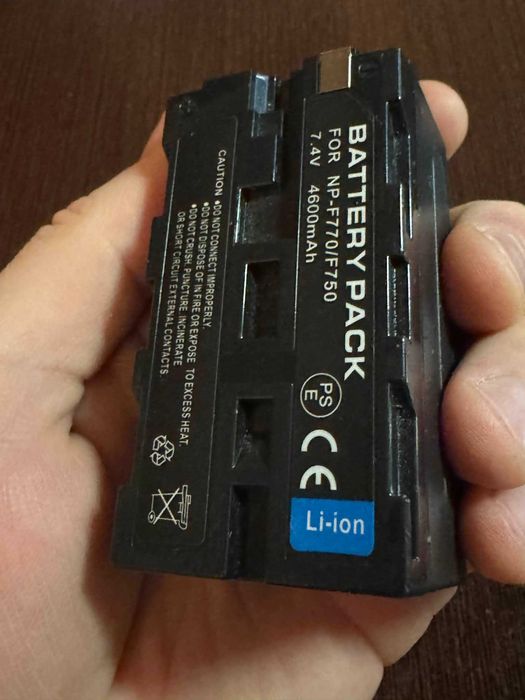 BATTERY PACK
FOR NP-F770/F750
7.4V 4600mAh
PS
E
CE
Li-ion
CAUTION •DO NOT CONNECT IMPROPERLY.
•DO NOT DISPOSE OF IN FIRE OR EXPOSE TO EXCESS HEAT.
•DO NOT CRUSH, PUNCTURE, INCINERATE
OR SHORT CIRCUIT EXTERNAL CONTACTS.